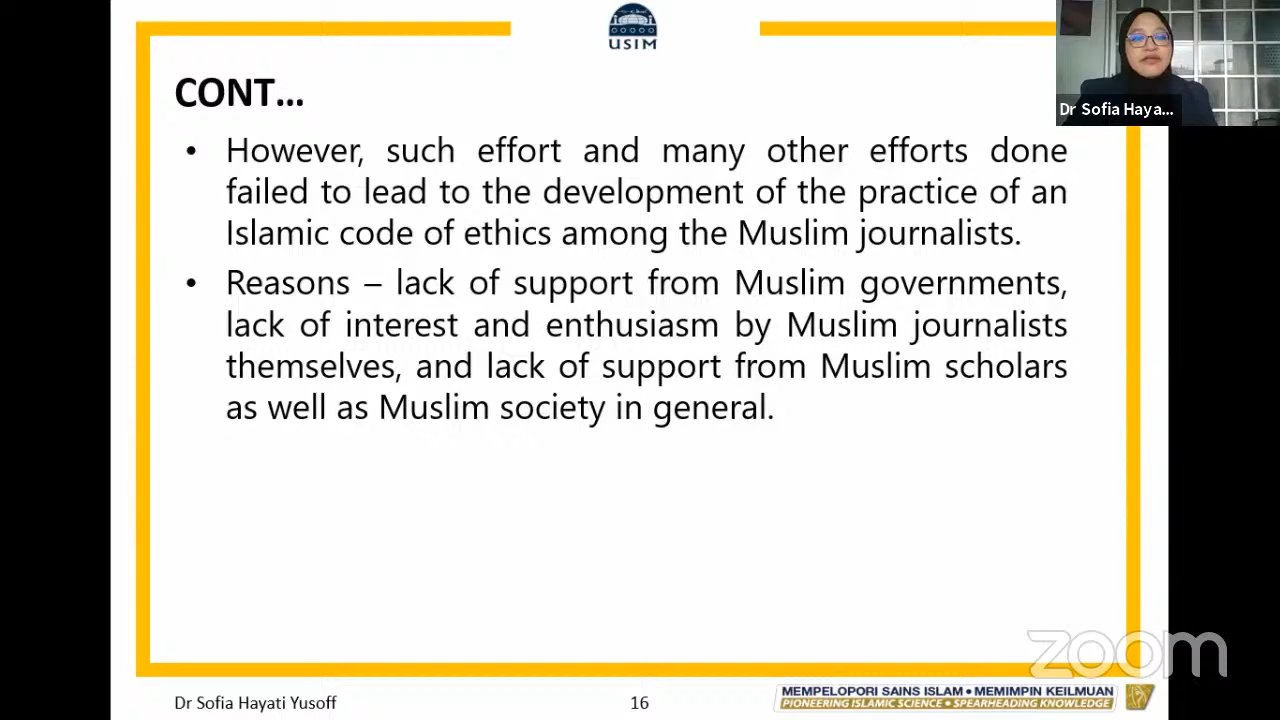 USIM
Dr Sofia Haya...
CONT...
• However, such effort and many other efforts done
failed to lead to the development of the practice of an
Islamic code of ethics among the Muslim journalists.
• Reasons – lack of support from Muslim governments,
lack of interest and enthusiasm by Muslim journalists
themselves, and lack of support from Muslim scholars
as well as Muslim society in general.
zoom
Dr Sofia Hayati Yusoff
16
MEMPELOPORI SAINS ISLAM • MEMIMPIN KEILMUAN
PIONEERING ISLAMIC SCIENCE • SPEARHEADING KNOWLEDGE